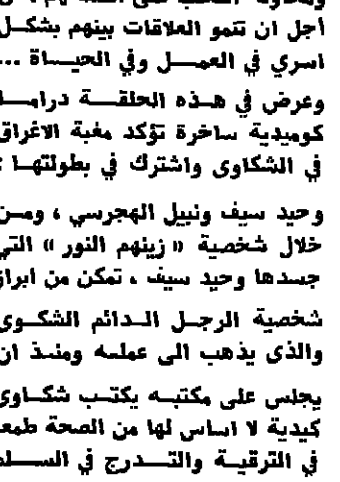 أجل ان تنمو العلاقات بينهم بشكل
اسري في العمل وفي الحياة ...
وعرض في هذه الحلقة دراما
كوميدية ساخرة تؤكد مغبة الاغراق
في الشكاوى واشترك في بطولتها :
وحيد سيف ونبيل الهجرسي ، ومن
خلال شخصية « زينهم النور » التي
جسدها وحيد سيف ، تمكن من ابراز
شخصية الرجل الدائم الشكوى
والذى يذهب الى عمله ومنذ ان
يجلس على مكتبه يكتب شكاوى
كيدية لا اساس لها من الصحة طمعا
في الترقية والتدرج في السلم